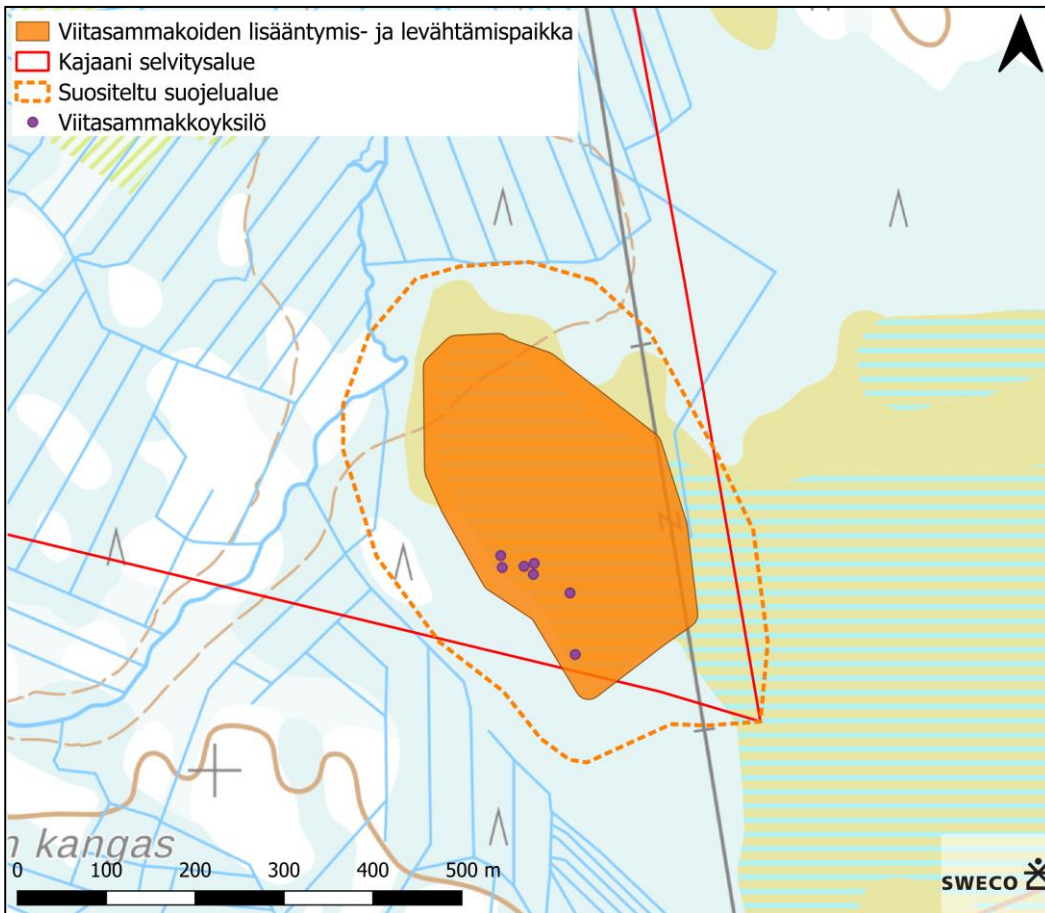 Viitasammakoiden lisääntymis- ja levähtämispaikka
Kajaani selvitysalue
Suositeltu suojelualue
Viitasammakkoyksilö
n kangas
0 100 200 300 400 500 m
SWECO